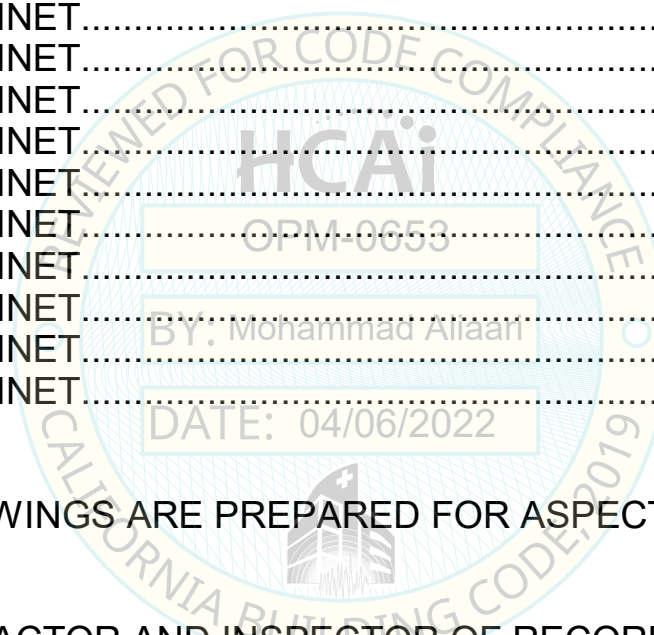 INET..............................................
INET..............................................
INET..............................................
INET..............................................
INET..............................................
INET..............................................
INET..............................................
INET..............................................
INET..............................................
INET..............................................
REVIEWED FOR CODE COMPLIANCE
HCAi
OPM-0653
BY: Mohammad Aliaari
DATE: 04/06/2022
CALIFORNIA BUILDING CODE, 2019
WINGS ARE PREPARED FOR ASPECT
ACTOR AND INSPECTOR OF RECORD